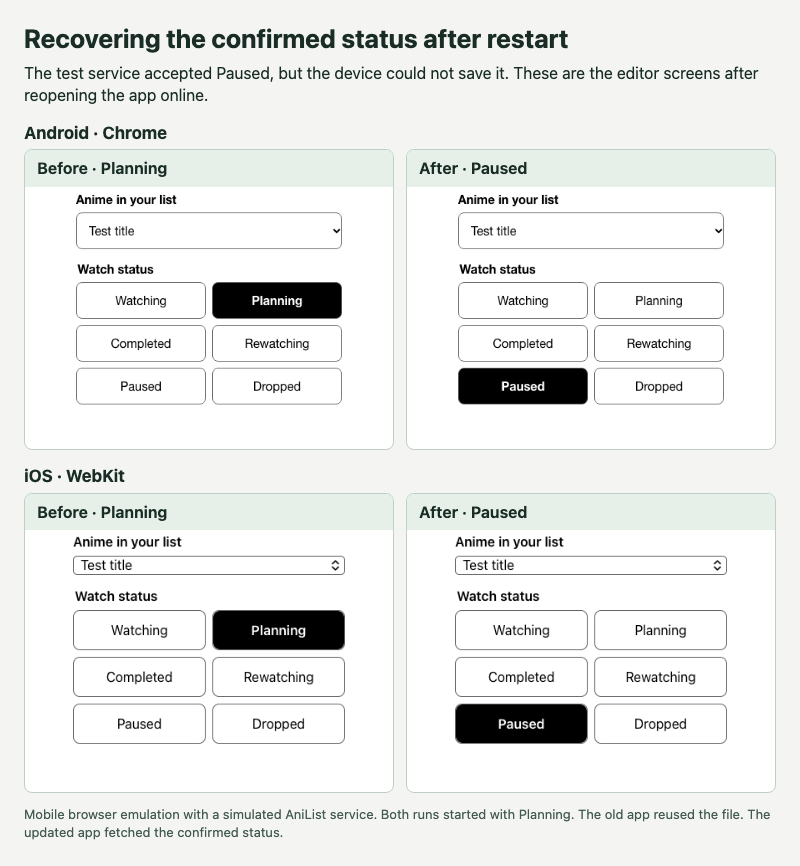 Recovering the confirmed status after restart
The test service accepted Paused, but the device could not save it. These are the editor screens after
reopening the app online.
Android · Chrome
Before · Planning
Anime in your list
Test title
Watch status
Watching
Planning
Completed
Rewatching
Paused
Dropped
After · Paused
Anime in your list
Test title
Watch status
Watching
Planning
Completed
Rewatching
Paused
Dropped
iOS · WebKit
Before · Planning
Anime in your list
Test title
Watch status
Watching
Planning
Completed
Rewatching
Paused
Dropped
After · Paused
Anime in your list
Test title
Watch status
Watching
Planning
Completed
Rewatching
Paused
Dropped
Mobile browser emulation with a simulated AniList service. Both runs started with Planning. The old app reused the file. The
updated app fetched the confirmed status.